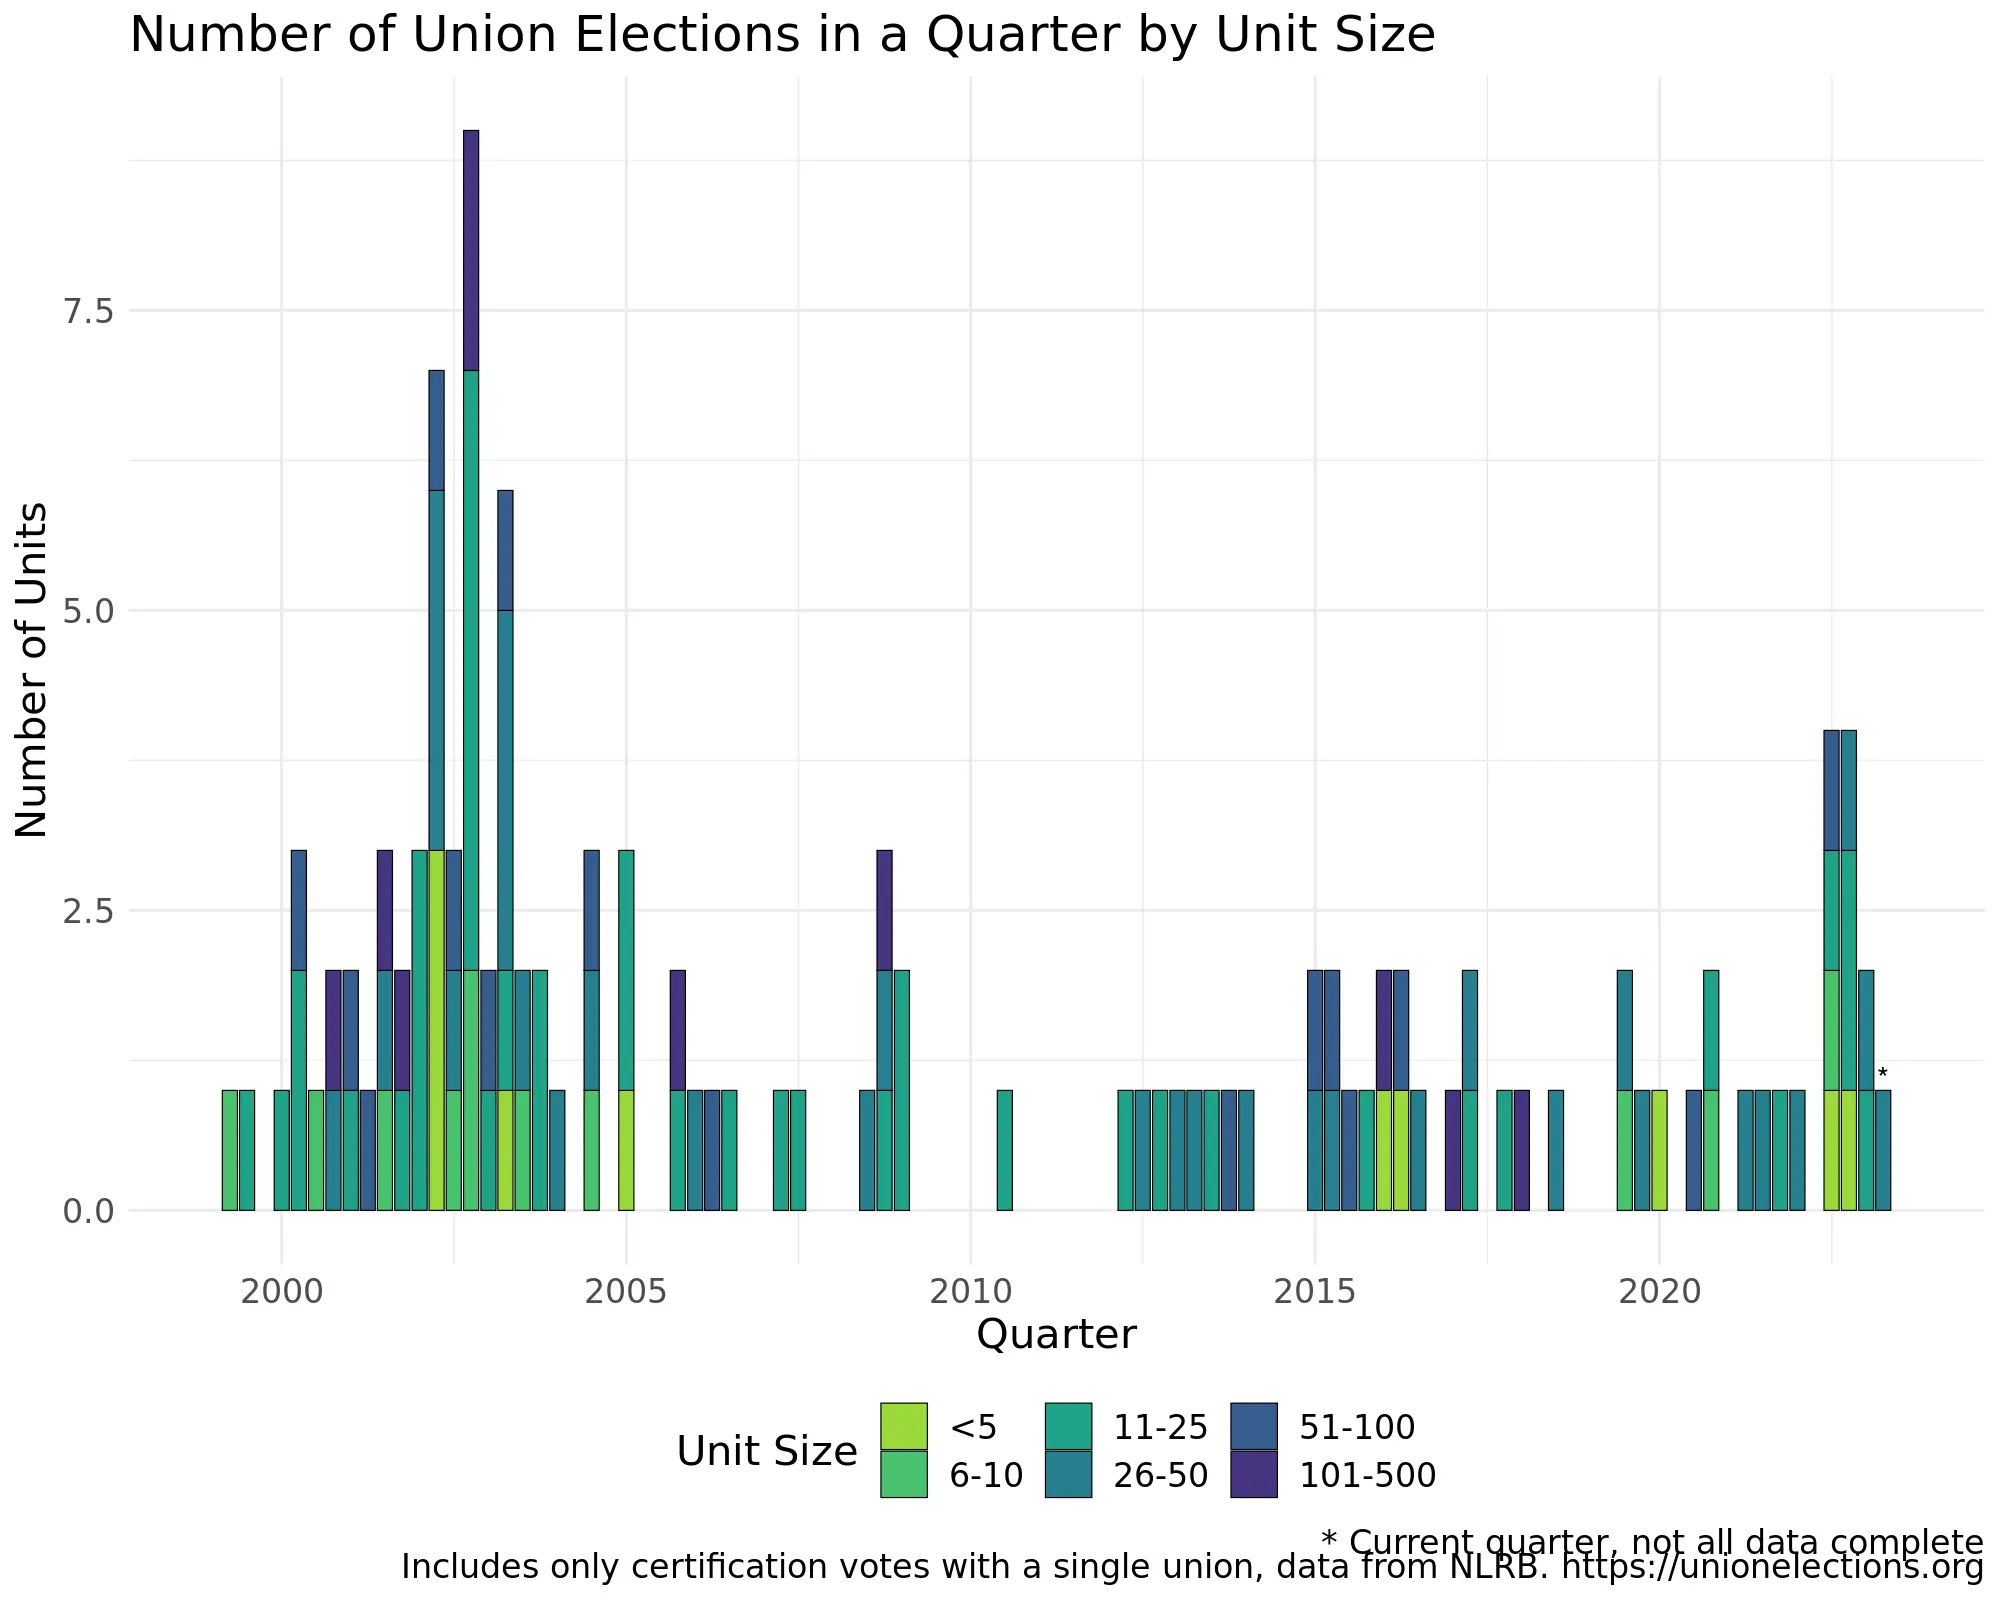 Number of Union Elections in a Quarter by Unit Size
Number of Units
7.5
5.0
2.5
0.0
*
2000 2005 2010 2015 2020
Quarter
Unit Size
<5 11-25 51-100
6-10 26-50 101-500
* Current quarter, not all data complete
Includes only certification votes with a single union, data from NLRB. https://unionelections.org